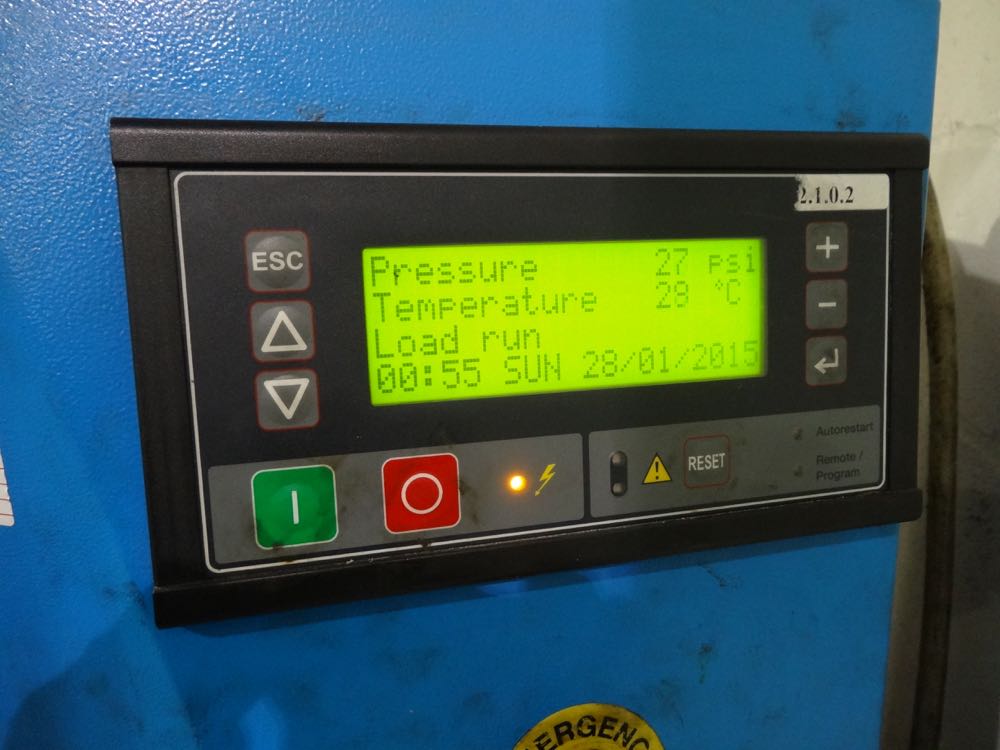 2.1.0.2
ESC
Pressure 27 psi
Temperature 28 °C
Load run
00:55 SUN 28/01/2015
+
-
RESET
Autorestart
Remote /
Program
ERGENC